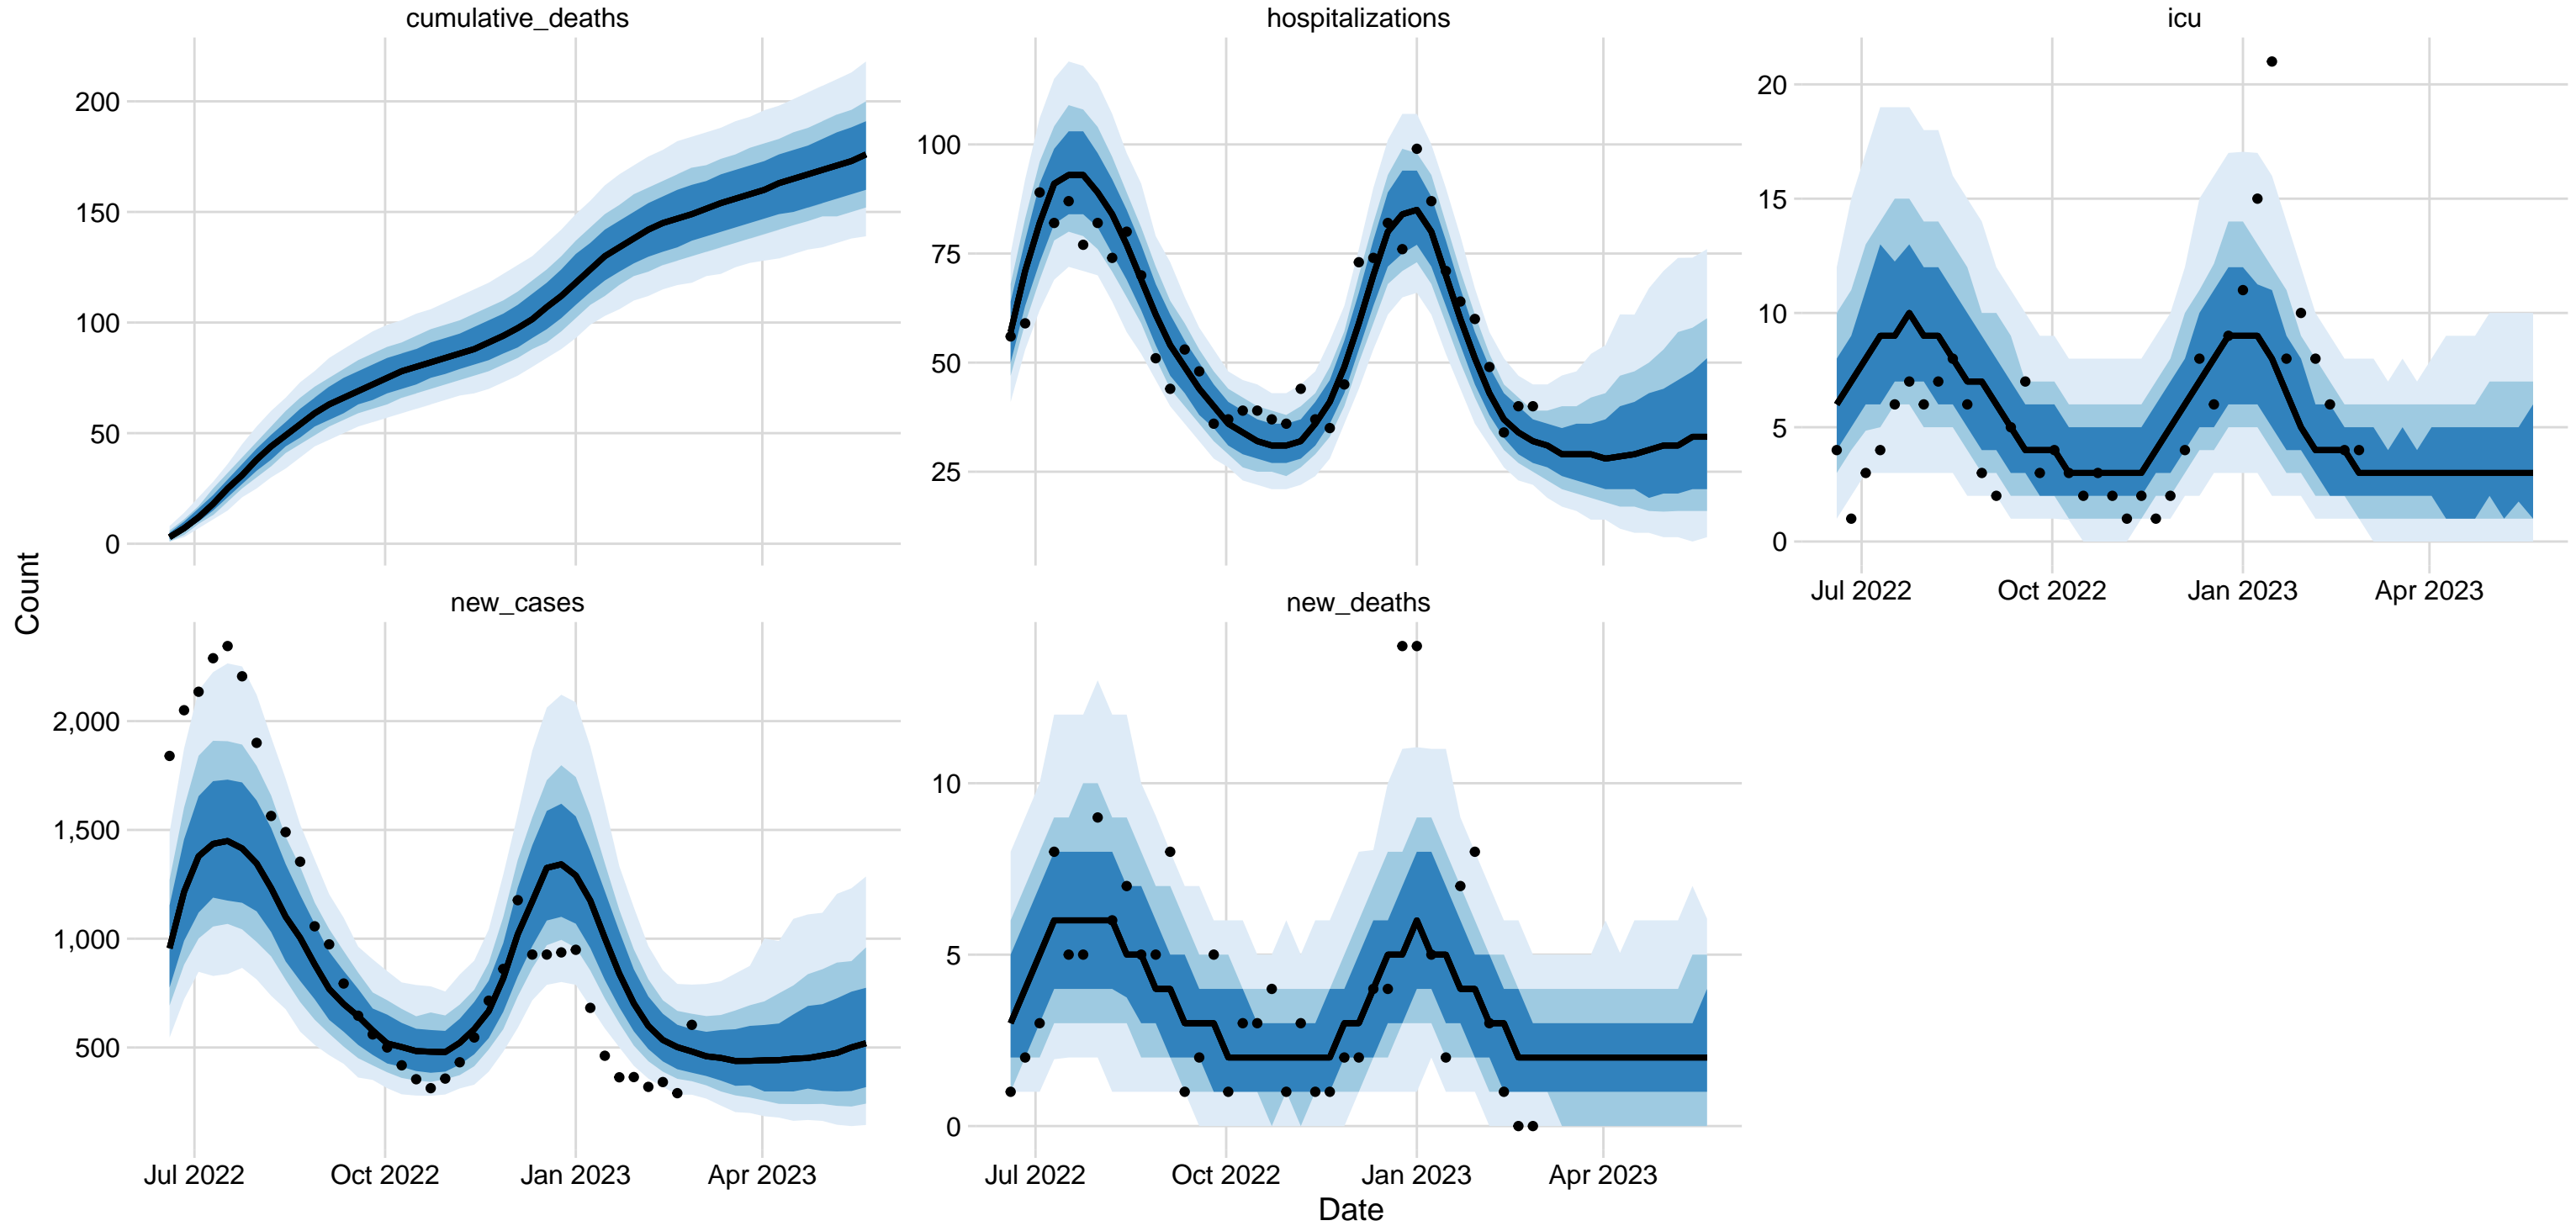 cumulative_deaths
200
150
100
50
0
hospitalizations
100
75
50
25
icu
20
15
10
5
0
Jul 2022 Oct 2022 Jan 2023 Apr 2023
Count
new_cases
2,000
1,500
1,000
500
Jul 2022 Oct 2022 Jan 2023 Apr 2023
new_deaths
10
5
0
Jul 2022 Oct 2022 Jan 2023 Apr 2023
Date